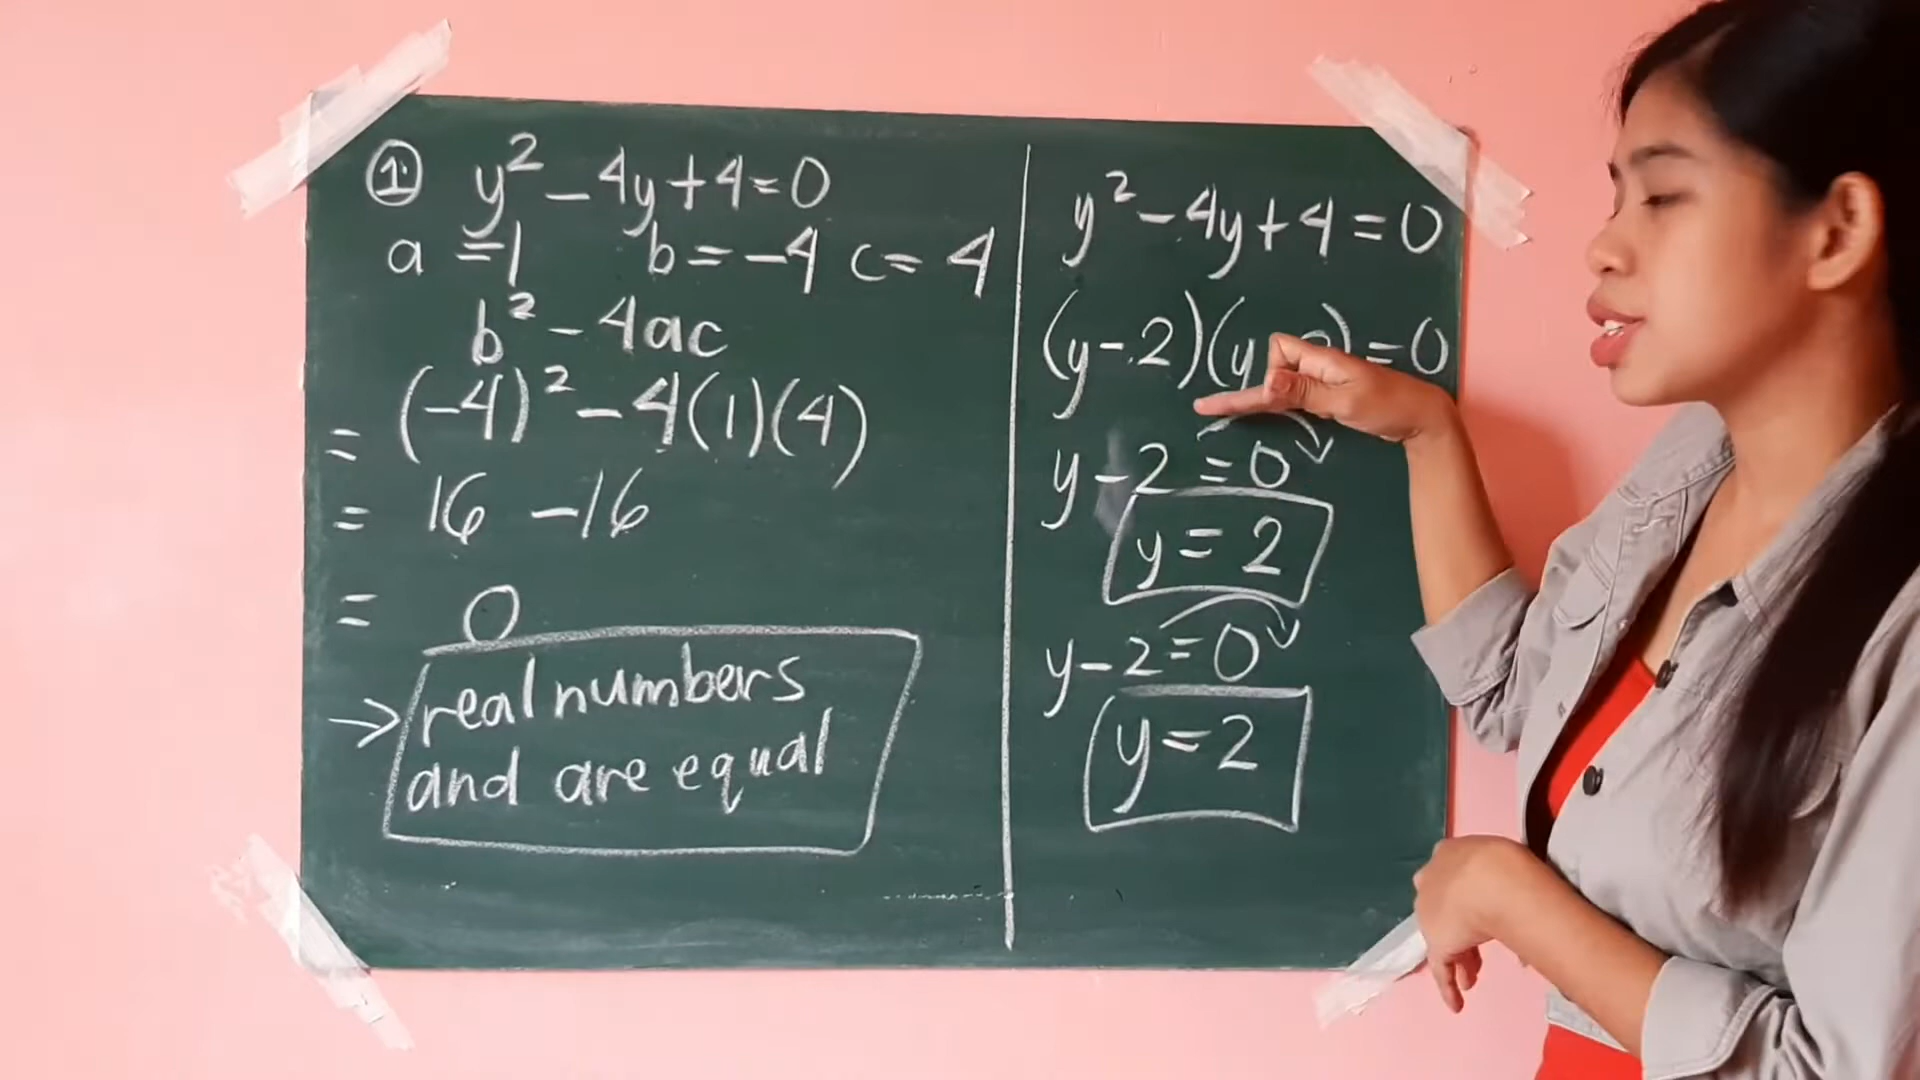 ① y² - 4y + 4 = 0
a = 1 b = -4 c = 4
b² - 4ac
= (-4)² - 4(1)(4)
= 16 - 16
= 0
→ real numbers
and are equal
y² - 4y + 4 = 0
(y - 2)(y ) = 0
y - 2 = 0
y = 2
y - 2 = 0
y = 2